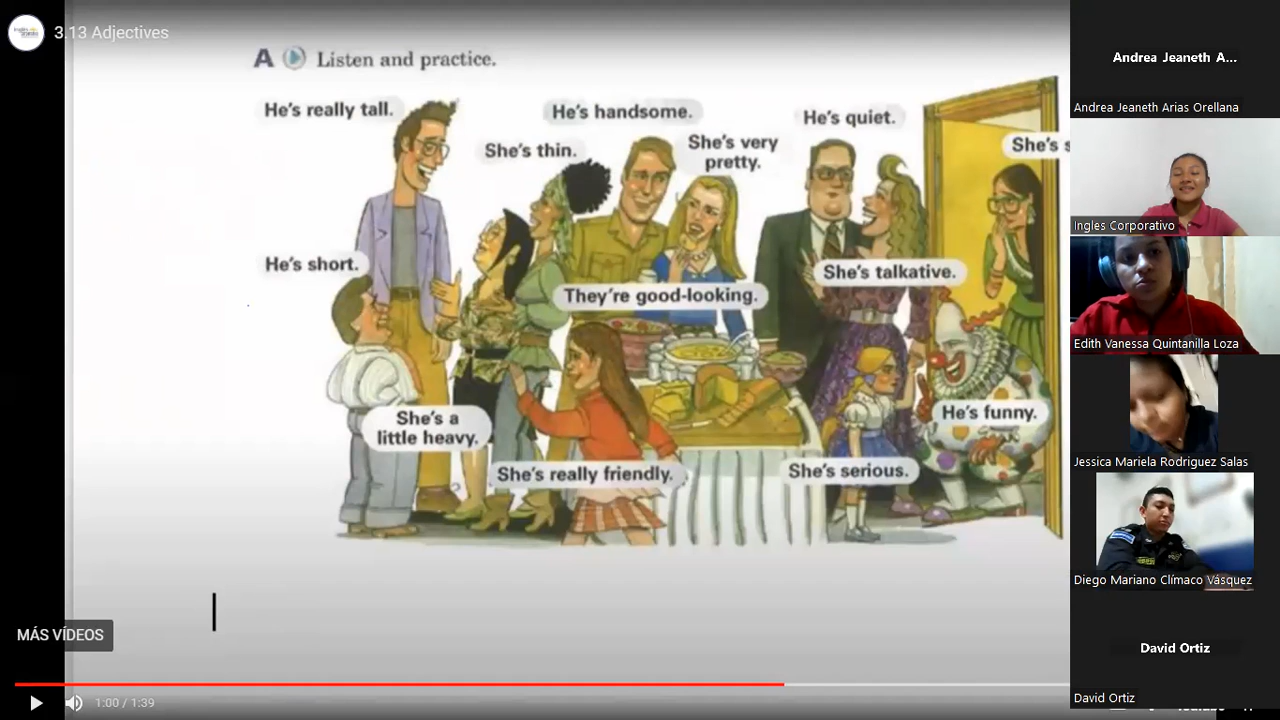 3.13 Adjectives
A Listen and practice.
He's really tall.
He's handsome.
He's quiet.
She's thin.
She's very
pretty.
She's s
He's short.
She's talkative.
They're good-looking.
She's a
little heavy.
He's funny.
She's really friendly.
She's serious.
MÁS VÍDEOS
1:00 / 1:39
Andrea Jeaneth A...
Andrea Jeaneth Arias Orellana
Ingles Corporativo
Edith Vanessa Quintanilla Loza
Jessica Mariela Rodriguez Salas
Diego Mariano Clímaco Vásquez
David Ortiz
David Ortiz